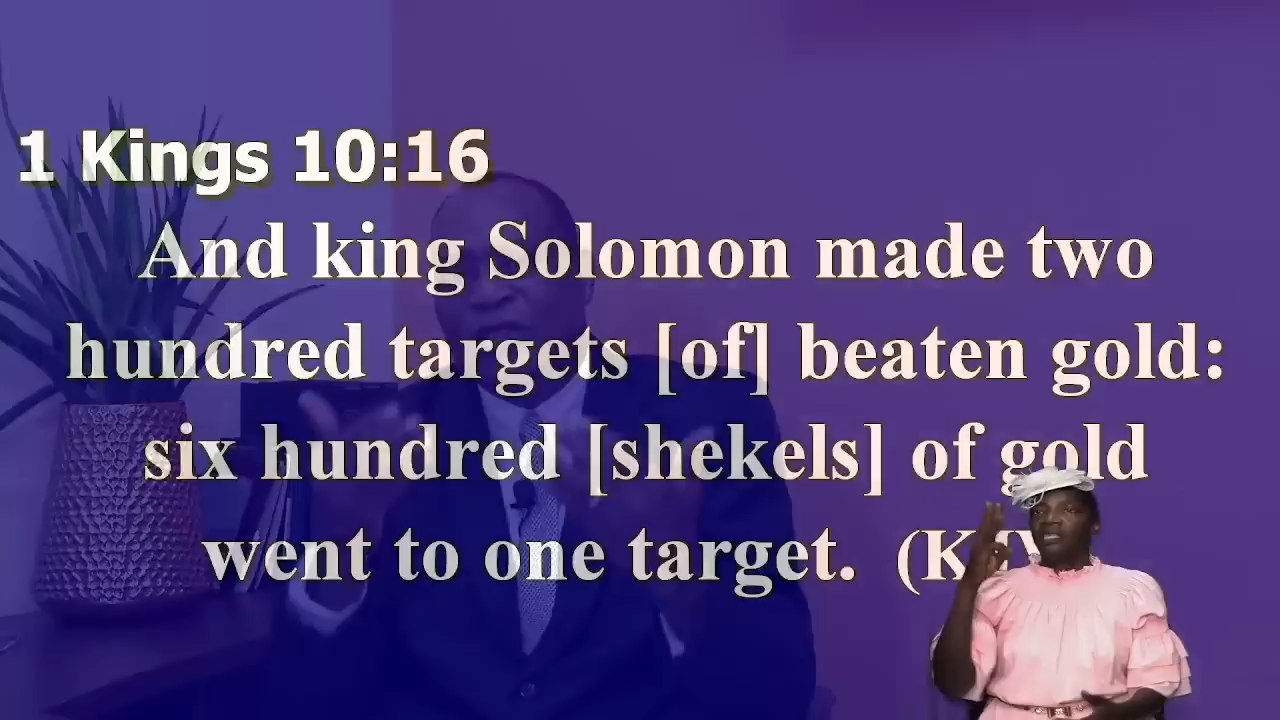 1 Kings 10:16
And king Solomon made two
hundred targets [of] beaten gold:
six hundred [shekels] of gold
went to one target.